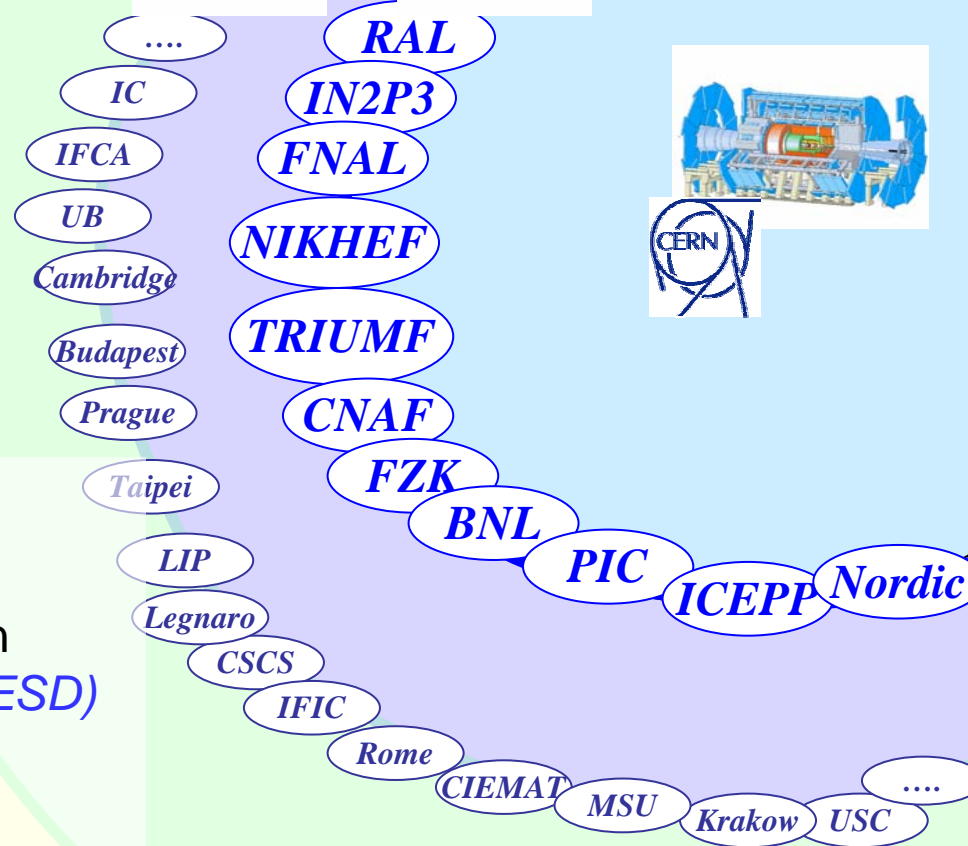 ....
RAL
IC
IN2P3
IFCA
FNAL
UB
NIKHEF
CERN
Cambridge
TRIUMF
Budapest
Prague
CNAF
Taipei
FZK
BNL
LIP
PIC
ICEPP
Nordic
Legnaro
n
CSCS
ESD)
IFIC
Rome
CIEMAT
MSU
Krakow
USC
....